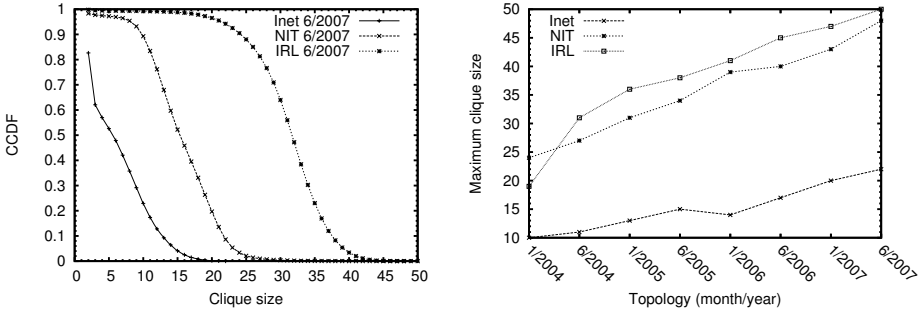 Inet 6/2007
NIT 6/2007
IRL 6/2007
CCDF
1
0.9
0.8
0.7
0.6
0.5
0.4
0.3
0.2
0.1
0
0 5 10 15 20 25 30 35 40 45 50
Clique size
Inet
NIT
IRL
Maximum clique size
50
45
40
35
30
25
20
15
10
1/2004 6/2004 1/2005 6/2005 1/2006 6/2006 1/2007 6/2007
Topology (month/year)